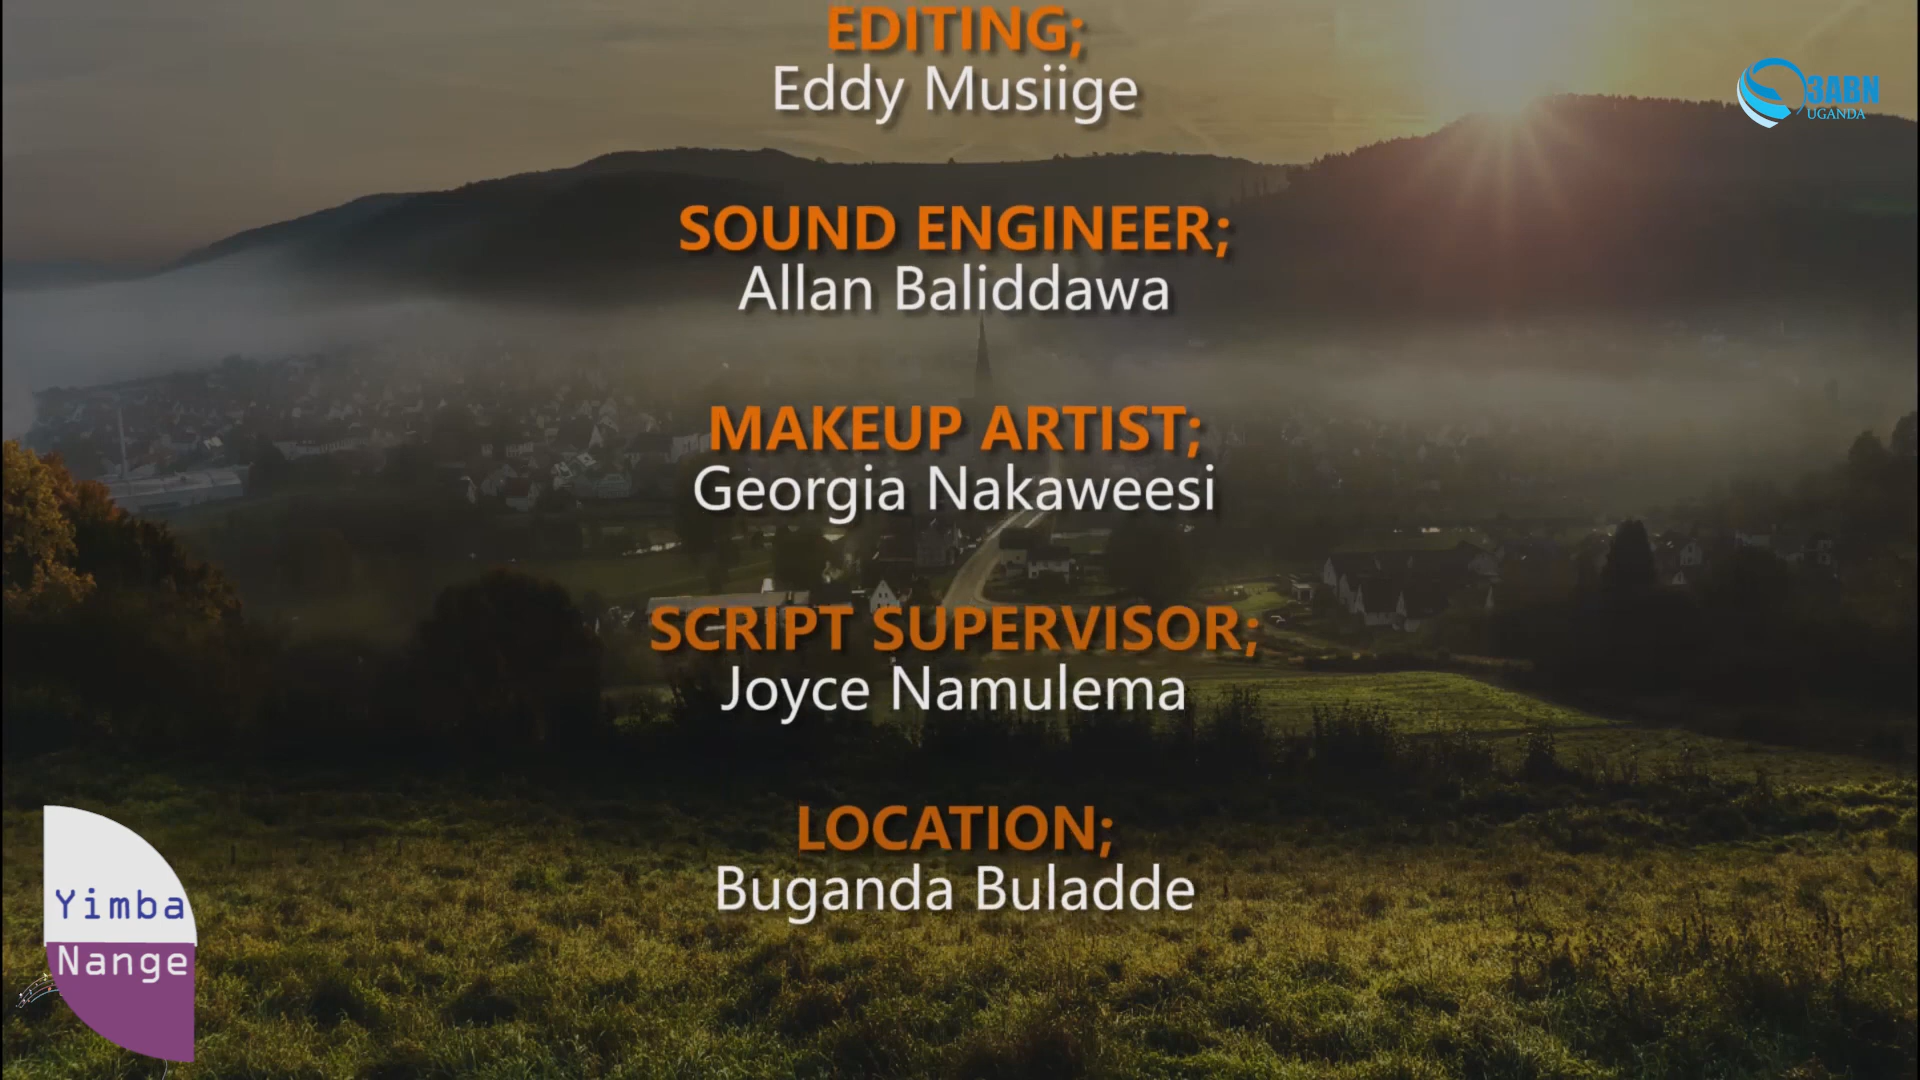 EDITING;
Eddy Musiige
3ABN
UGANDA
SOUND ENGINEER;
Allan Baliddawa
MAKEUP ARTIST;
Georgia Nakaweesi
SCRIPT SUPERVISOR;
Joyce Namulema
LOCATION;
Buganda Buladde
Yimba
Nange